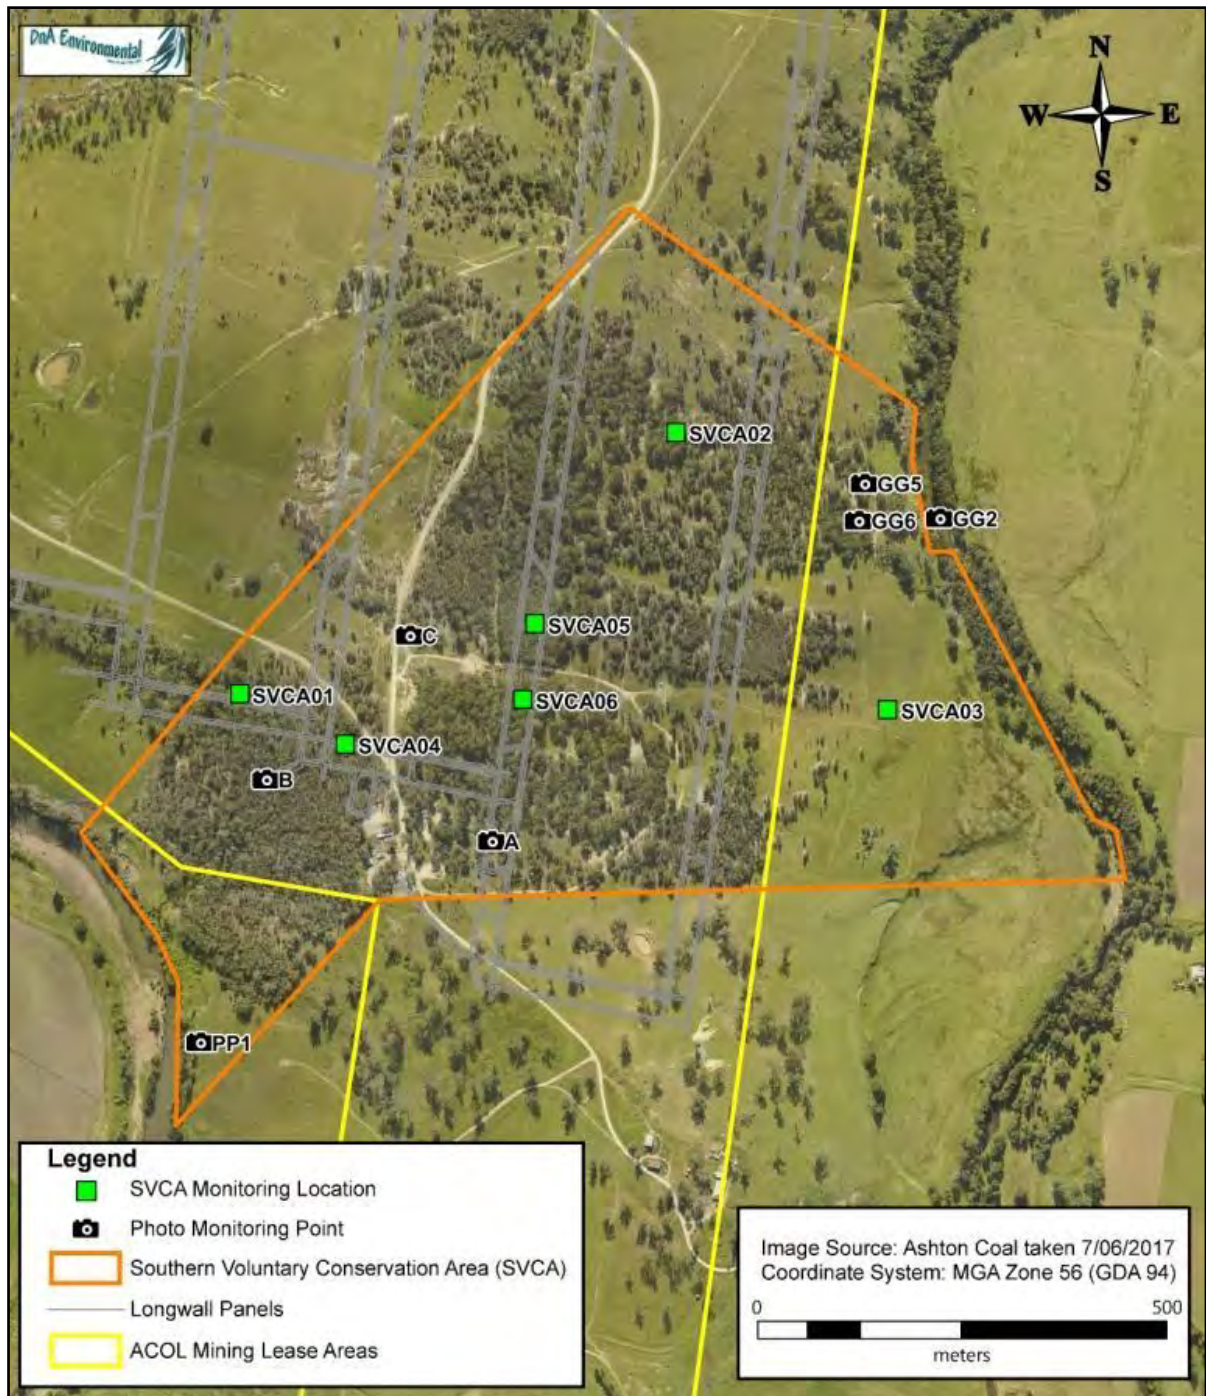 DnA Environmental
N
W E
S
SVCA02
GG5
GG6
GG2
SVCA05
C
SVCA01
SVCA06
SVCA03
SVCA04
B
A
PP1
Legend
SVCA Monitoring Location
Photo Monitoring Point
Southern Voluntary Conservation Area (SVCA)
Longwall Panels
ACOL Mining Lease Areas
Image Source: Ashton Coal taken 7/06/2017
Coordinate System: MGA Zone 56 (GDA 94)
0 500
meters